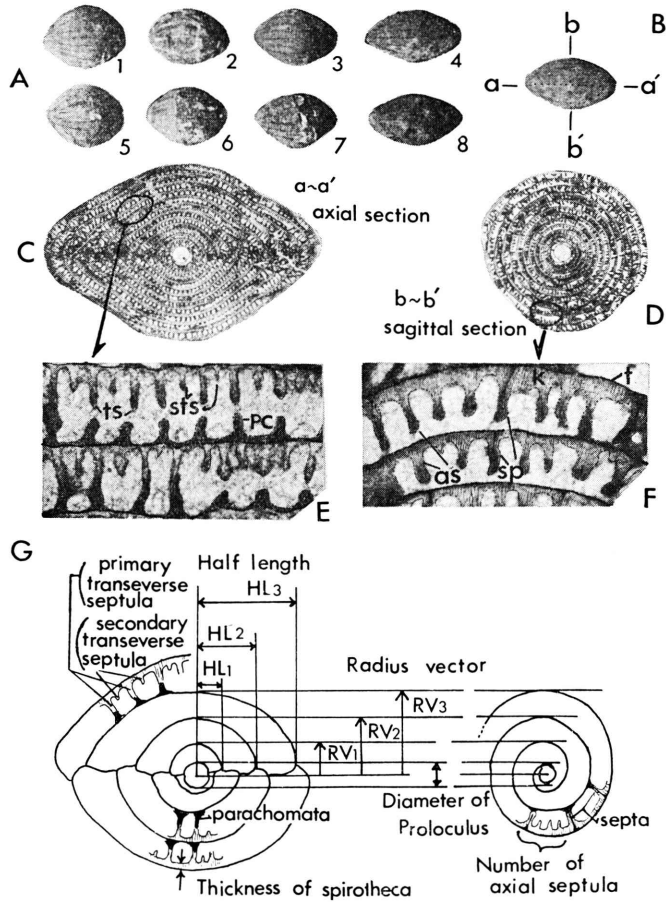 A
1 2 3 4
5 6 7 8
B
b
a a′
b′
C
a~a′
axial section
D
b~b′
sagittal section
ts sts pc
E
k f
as sp
F
G
primary
transeverse
septula
secondary
transeverse
septula
Half length
HL3
HL2
HL1
Radius vector
RV3
RV2
RV1
parachomata
Thickness of spirotheca
Diameter of
Proloculus
septa
Number of
axial septula